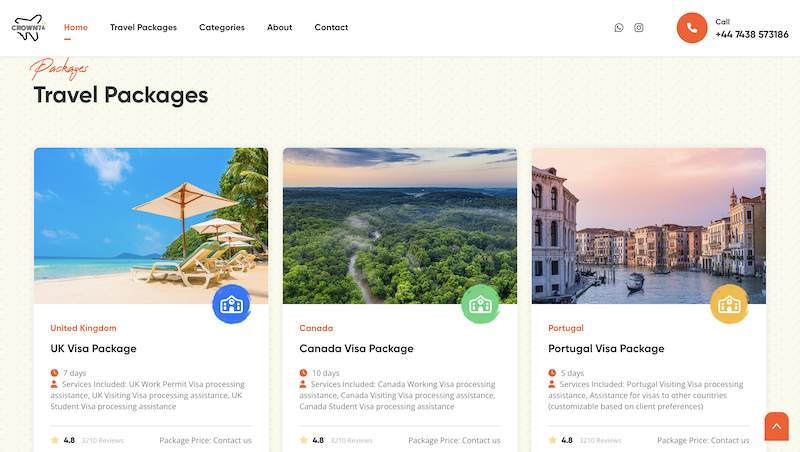 CROWN74
Home
Travel Packages
Categories
About
Contact
Call
+44 7438 573186
Packages
Travel Packages
United Kingdom
UK Visa Package
7 days
Services Included: UK Work Permit Visa processing
assistance, UK Visiting Visa processing assistance, UK
Student Visa processing assistance
4.8
3210 Reviews
Package Price: Contact us
Canada
Canada Visa Package
10 days
Services Included: Canada Working Visa processing
assistance, Canada Visiting Visa processing assistance,
Canada Student Visa processing assistance
4.8
3210 Reviews
Package Price: Contact us
Portugal
Portugal Visa Package
5 days
Services Included: Portugal Visiting Visa processing
assistance, Assistance for visas to other countries
(customizable based on client preferences)
4.8
3210 Reviews
Package Price: Contact us